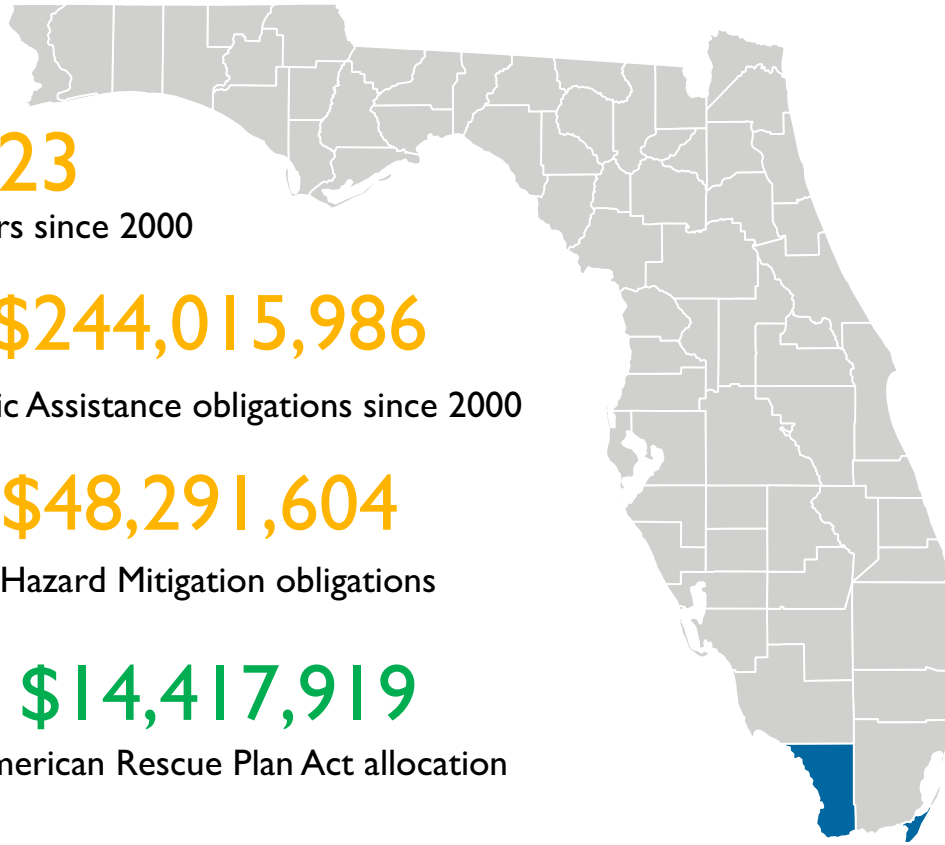 23
rs since 2000
$244,015,986
ic Assistance obligations since 2000
$48,291,604
Hazard Mitigation obligations
$14,417,919
merican Rescue Plan Act allocation